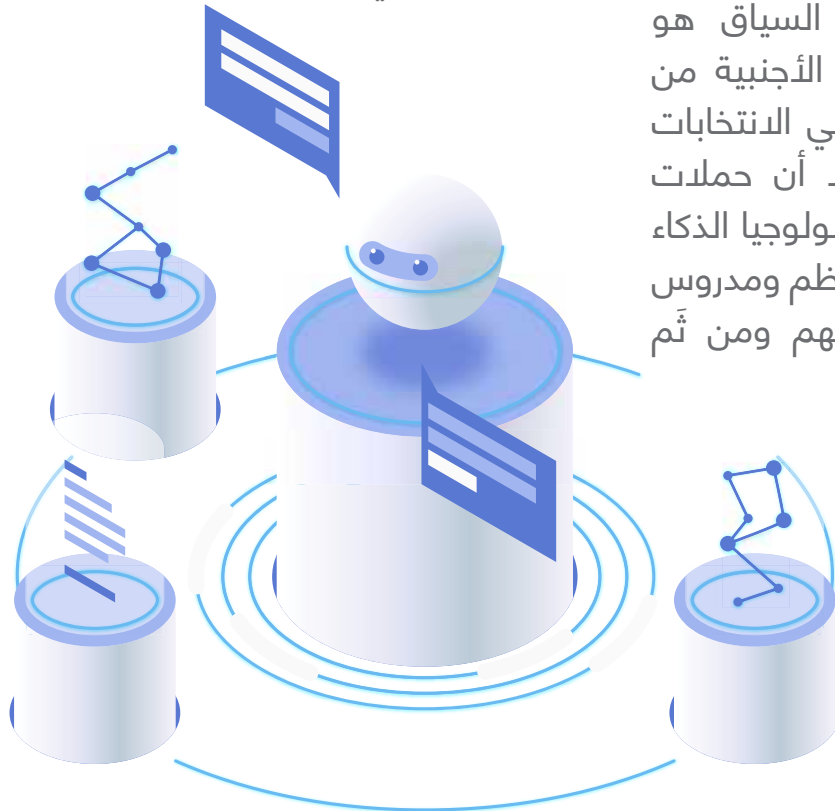 السياق هو
الأجنبية من
ي الانتخابات
أن حملات
ولوجيا الذكاء
ظم ومدروس
هم ومن ثَم